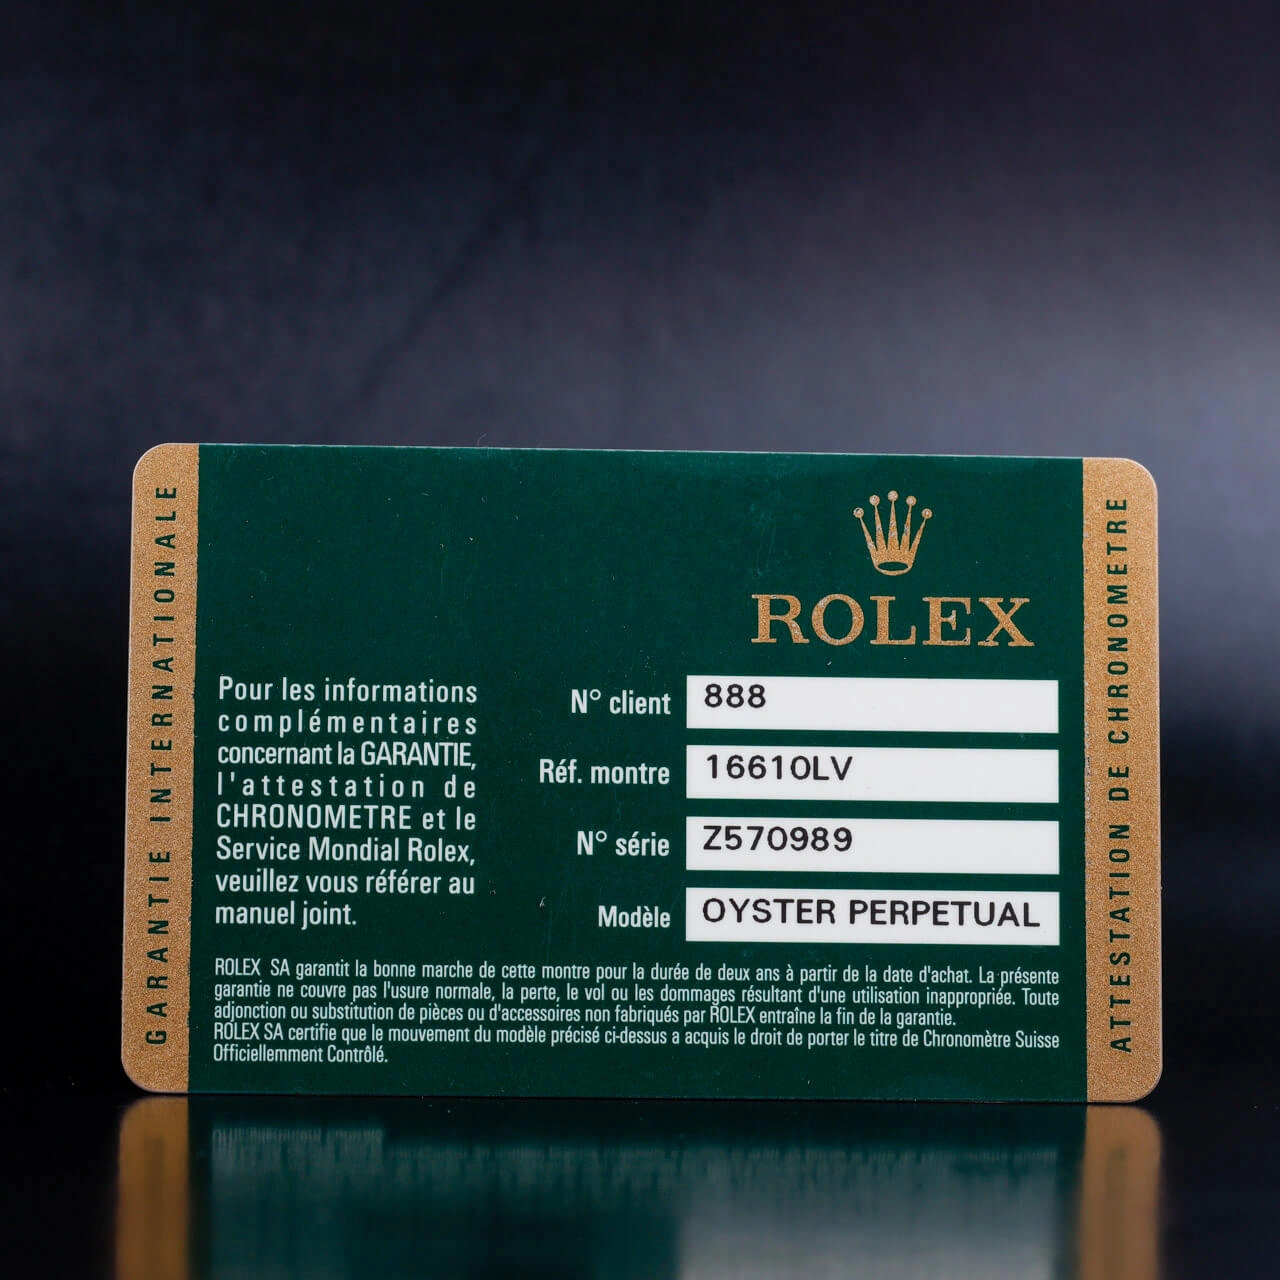 GARANTIE INTERNATIONALE
ROLEX
Pour les informations
complémentaires
concernant la GARANTIE,
l'attestation de
CHRONOMETRE et le
Service Mondial Rolex,
veuillez vous référer au
manuel joint.
N° client 888
Réf. montre 16610LV
N° série Z570989
Modèle OYSTER PERPETUAL
ROLEX SA garantit la bonne marche de cette montre pour la durée de deux ans à partir de la date d'achat. La présente
garantie ne couvre pas l'usure normale, la perte, le vol ou les dommages résultant d'une utilisation inappropriée. Toute
adjonction ou substitution de pièces ou d'accessoires non fabriqués par ROLEX entraîne la fin de la garantie.
ROLEX SA certifie que le mouvement du modèle précisé ci-dessus a acquis le droit de porter le titre de Chronomètre Suisse
Officiellemment Contrôlé.
ATTESTATION DE CHRONOMETRE